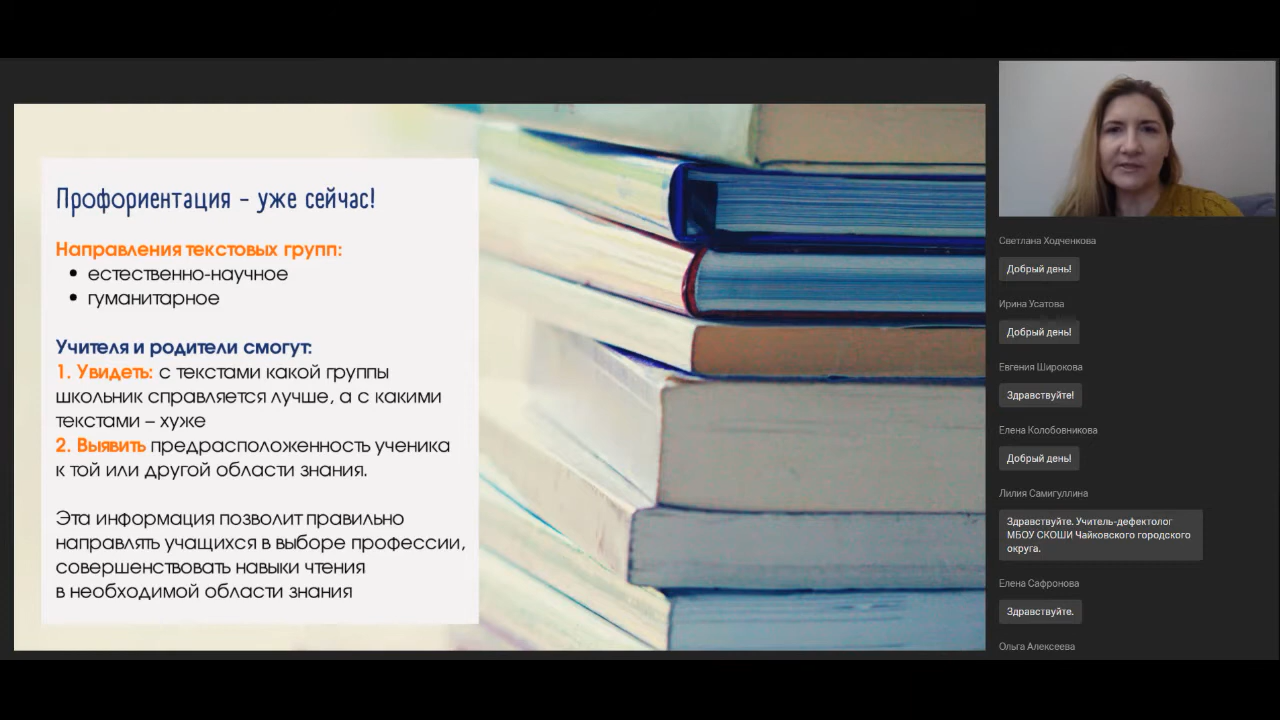 Профориентация - уже сейчас!
Направления текстовых групп:
• естественно-научное
• гуманитарное
Учителя и родители смогут:
1. Увидеть: с текстами какой группы
школьник справляется лучше, а с какими
текстами – хуже
2. Выявить предрасположенность ученика
к той или другой области знания.
Эта информация позволит правильно
направлять учащихся в выборе профессии,
совершенствовать навыки чтения
в необходимой области знания
Светлана Ходченкова
Добрый день!
Ирина Усатова
Добрый день!
Евгения Широкова
Здравствуйте!
Елена Колобовникова
Добрый день!
Лилия Самигуллина
Здравствуйте. Учитель-дефектолог
МБОУ СКОШИ Чайковского городского
округа.
Елена Сафронова
Здравствуйте.
Ольга Алексеева